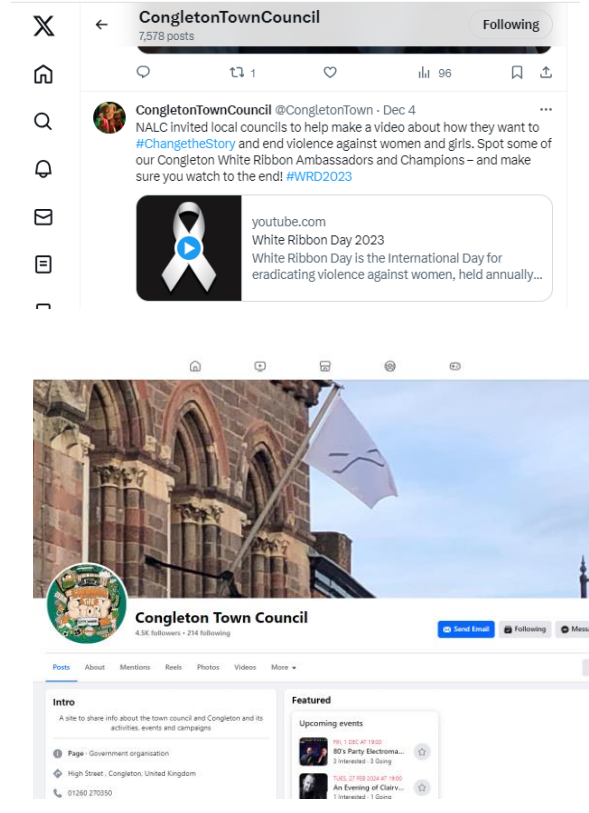 CongletonTownCouncil
7,578 posts
Following
1
96
CongletonTownCouncil @CongletonTown · Dec 4
NALC invited local councils to help make a video about how they want to
#ChangetheStory and end violence against women and girls. Spot some of
our Congleton White Ribbon Ambassadors and Champions – and make
sure you watch to the end! #WRD2023
youtube.com
White Ribbon Day 2023
White Ribbon Day is the International Day for
eradicating violence against women, held annually...
Congleton Town Council
4.5K followers • 214 following
Send Email
Following
Mess
Posts About Mentions Reels Photos Videos More
Intro
A site to share info about the town council and Congleton and its
activities, events and campaigns
Page · Government organisation
High Street, Congleton, United Kingdom
01260 270350
Featured
Upcoming events
FRI, 1 DEC AT 19:00
80's Party Electroma...
3 Interested · 3 Going
TUES, 27 FEB 2024 AT 19:00
An Evening of Clairv...
1 Interested · 1 Going